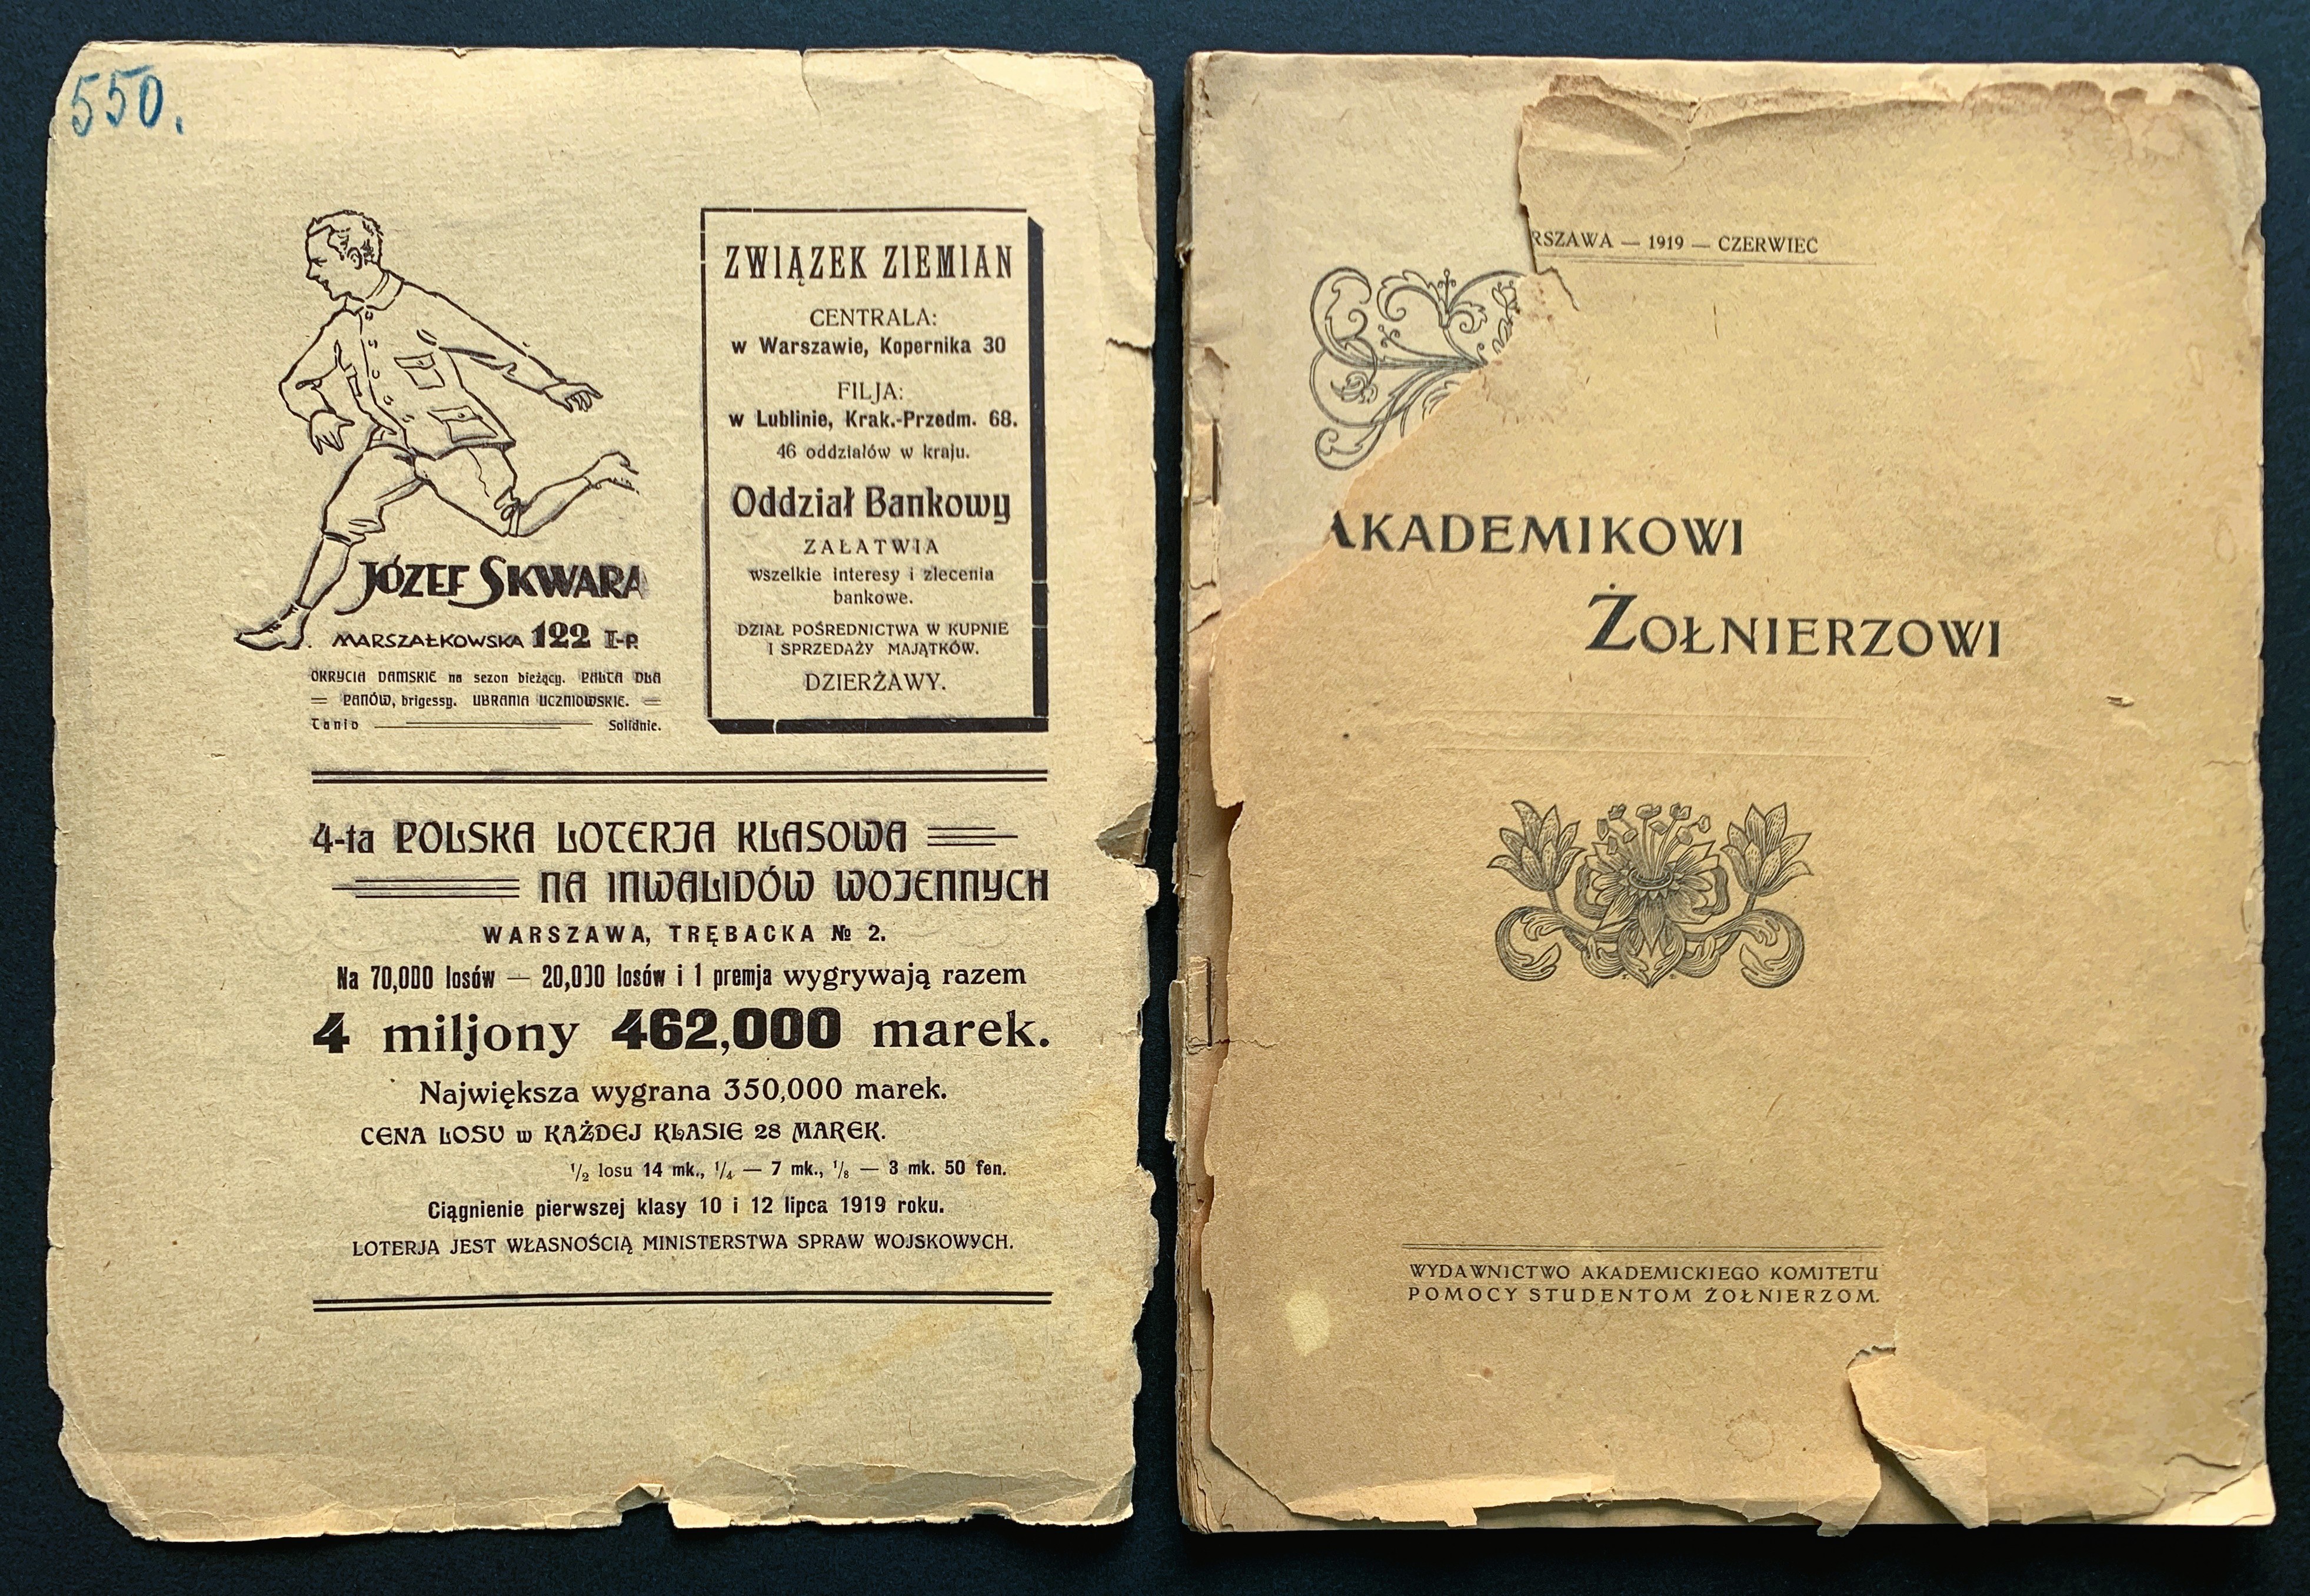 550.
JÓZEF SKWARA
MARSZAŁKOWSKA 122 I-P.
OKRYCIA DAMSKIE na sezon bieżący. PALTA DLA
PANÓW, brigessy. UBRANIA UCZNIOWSKIE.
Tanio Solidnie.
ZWIĄZEK ZIEMIAN
CENTRALA:
w Warszawie, Kopernika 30
FILJA:
w Lublinie, Krak.-Przedm. 68.
46 oddziałów w kraju.
Oddział Bankowy
ZAŁATWIA
wszelkie interesy i zlecenia
bankowe.
DZIAŁ POŚREDNICTWA W KUPNIE
I SPRZEDAŻY MAJĄTKÓW.
DZIERŻAWY.
4-ta POLSKA LOTERJA KLASOWA
NA INWALIDÓW WOJENNYCH
WARSZAWA, TRĘBACKA № 2.
Na 70,000 losów — 20,000 losów i 1 premja wygrywają razem
4 miljony 462,000 marek.
Największa wygrana 350,000 marek.
CENA LOSU w KAŻDEJ KLASIE 28 MAREK.
1/2 losu 14 mk., 1/4 — 7 mk., 1/8 — 3 mk. 50 fen.
Ciągnienie pierwszej klasy 10 i 12 lipca 1919 roku.
LOTERJA JEST WŁASNOŚCIĄ MINISTERSTWA SPRAW WOJSKOWYCH.
RSZAWA — 1919 — CZERWIEC
AKADEMIKOWI
ŻOŁNIERZOWI
WYDAWNICTWO AKADEMICKIEGO KOMITETU
POMOCY STUDENTOM ŻOŁNIERZOM.